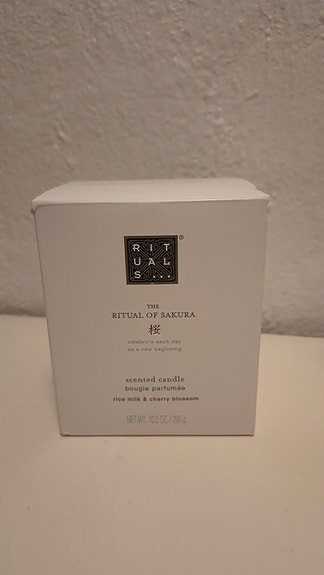 RIT
UAL
S...
®
THE
RITUAL OF SAKURA
桜
celebrate each day
as a new beginning
scented candle
bougie parfumée
rice milk & cherry blossom
NET.WT. 10.2 OZ. / 290 g